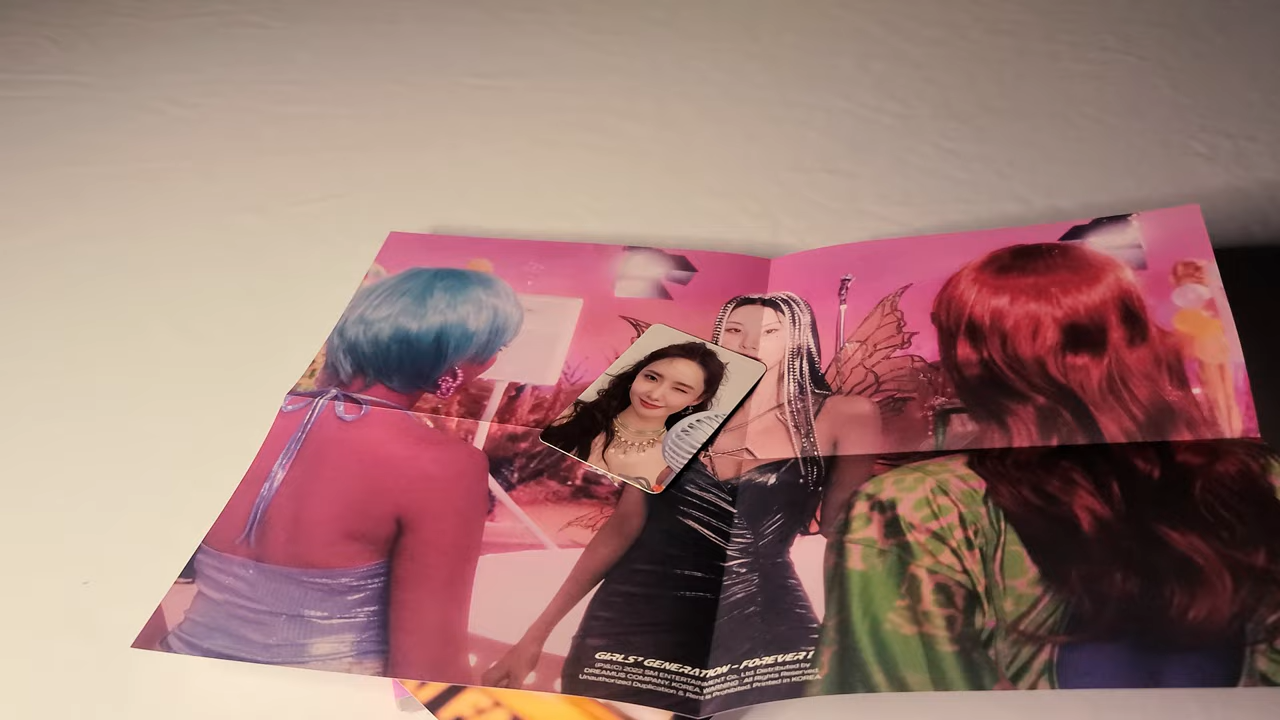 GIRLS' GENERATION - FOREVER 1
(P)&(C) 2022 SM ENTERTAINMENT Co., Ltd. Distributed by
DREAMUS COMPANY, KOREA. WARNING : All Rights Reserved.
Unauthorized Duplication & Rent is Prohibited. Printed in KOREA.